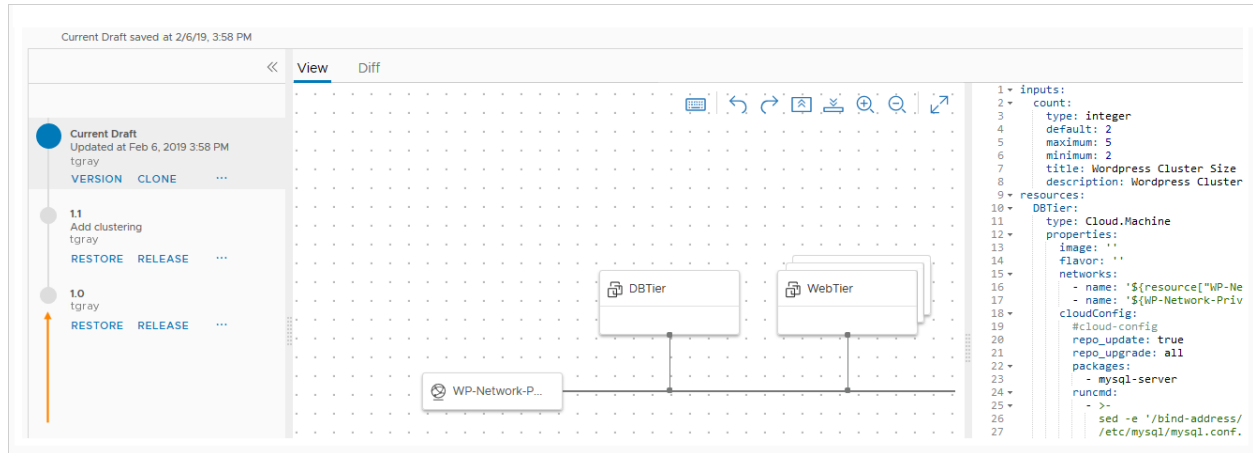 Current Draft saved at 2/6/19, 3:58 PM
View Diff
Current Draft
Updated at Feb 6, 2019 3:58 PM
tgray
VERSION CLONE ...
1.1
Add clustering
tgray
RESTORE RELEASE ...
1.0
tgray
RESTORE RELEASE ...
DBTier
WebTier
WP-Network-P...
1 inputs:
2 count:
3 type: integer
4 default: 2
5 maximum: 5
6 minimum: 2
7 title: Wordpress Cluster Size
8 description: Wordpress Cluster
9 resources:
10 DBTier:
11 type: Cloud.Machine
12 properties:
13 image: ''
14 flavor: ''
15 networks:
16 - name: '${resource["WP-Ne
17 - name: '${WP-Network-Priv
18 cloudConfig:
19 #cloud-config
20 repo_update: true
21 repo_upgrade: all
22 packages:
23 - mysql-server
24 runcmd:
25 - >-
26 sed -e '/bind-address/
27 /etc/mysql/mysql.conf.